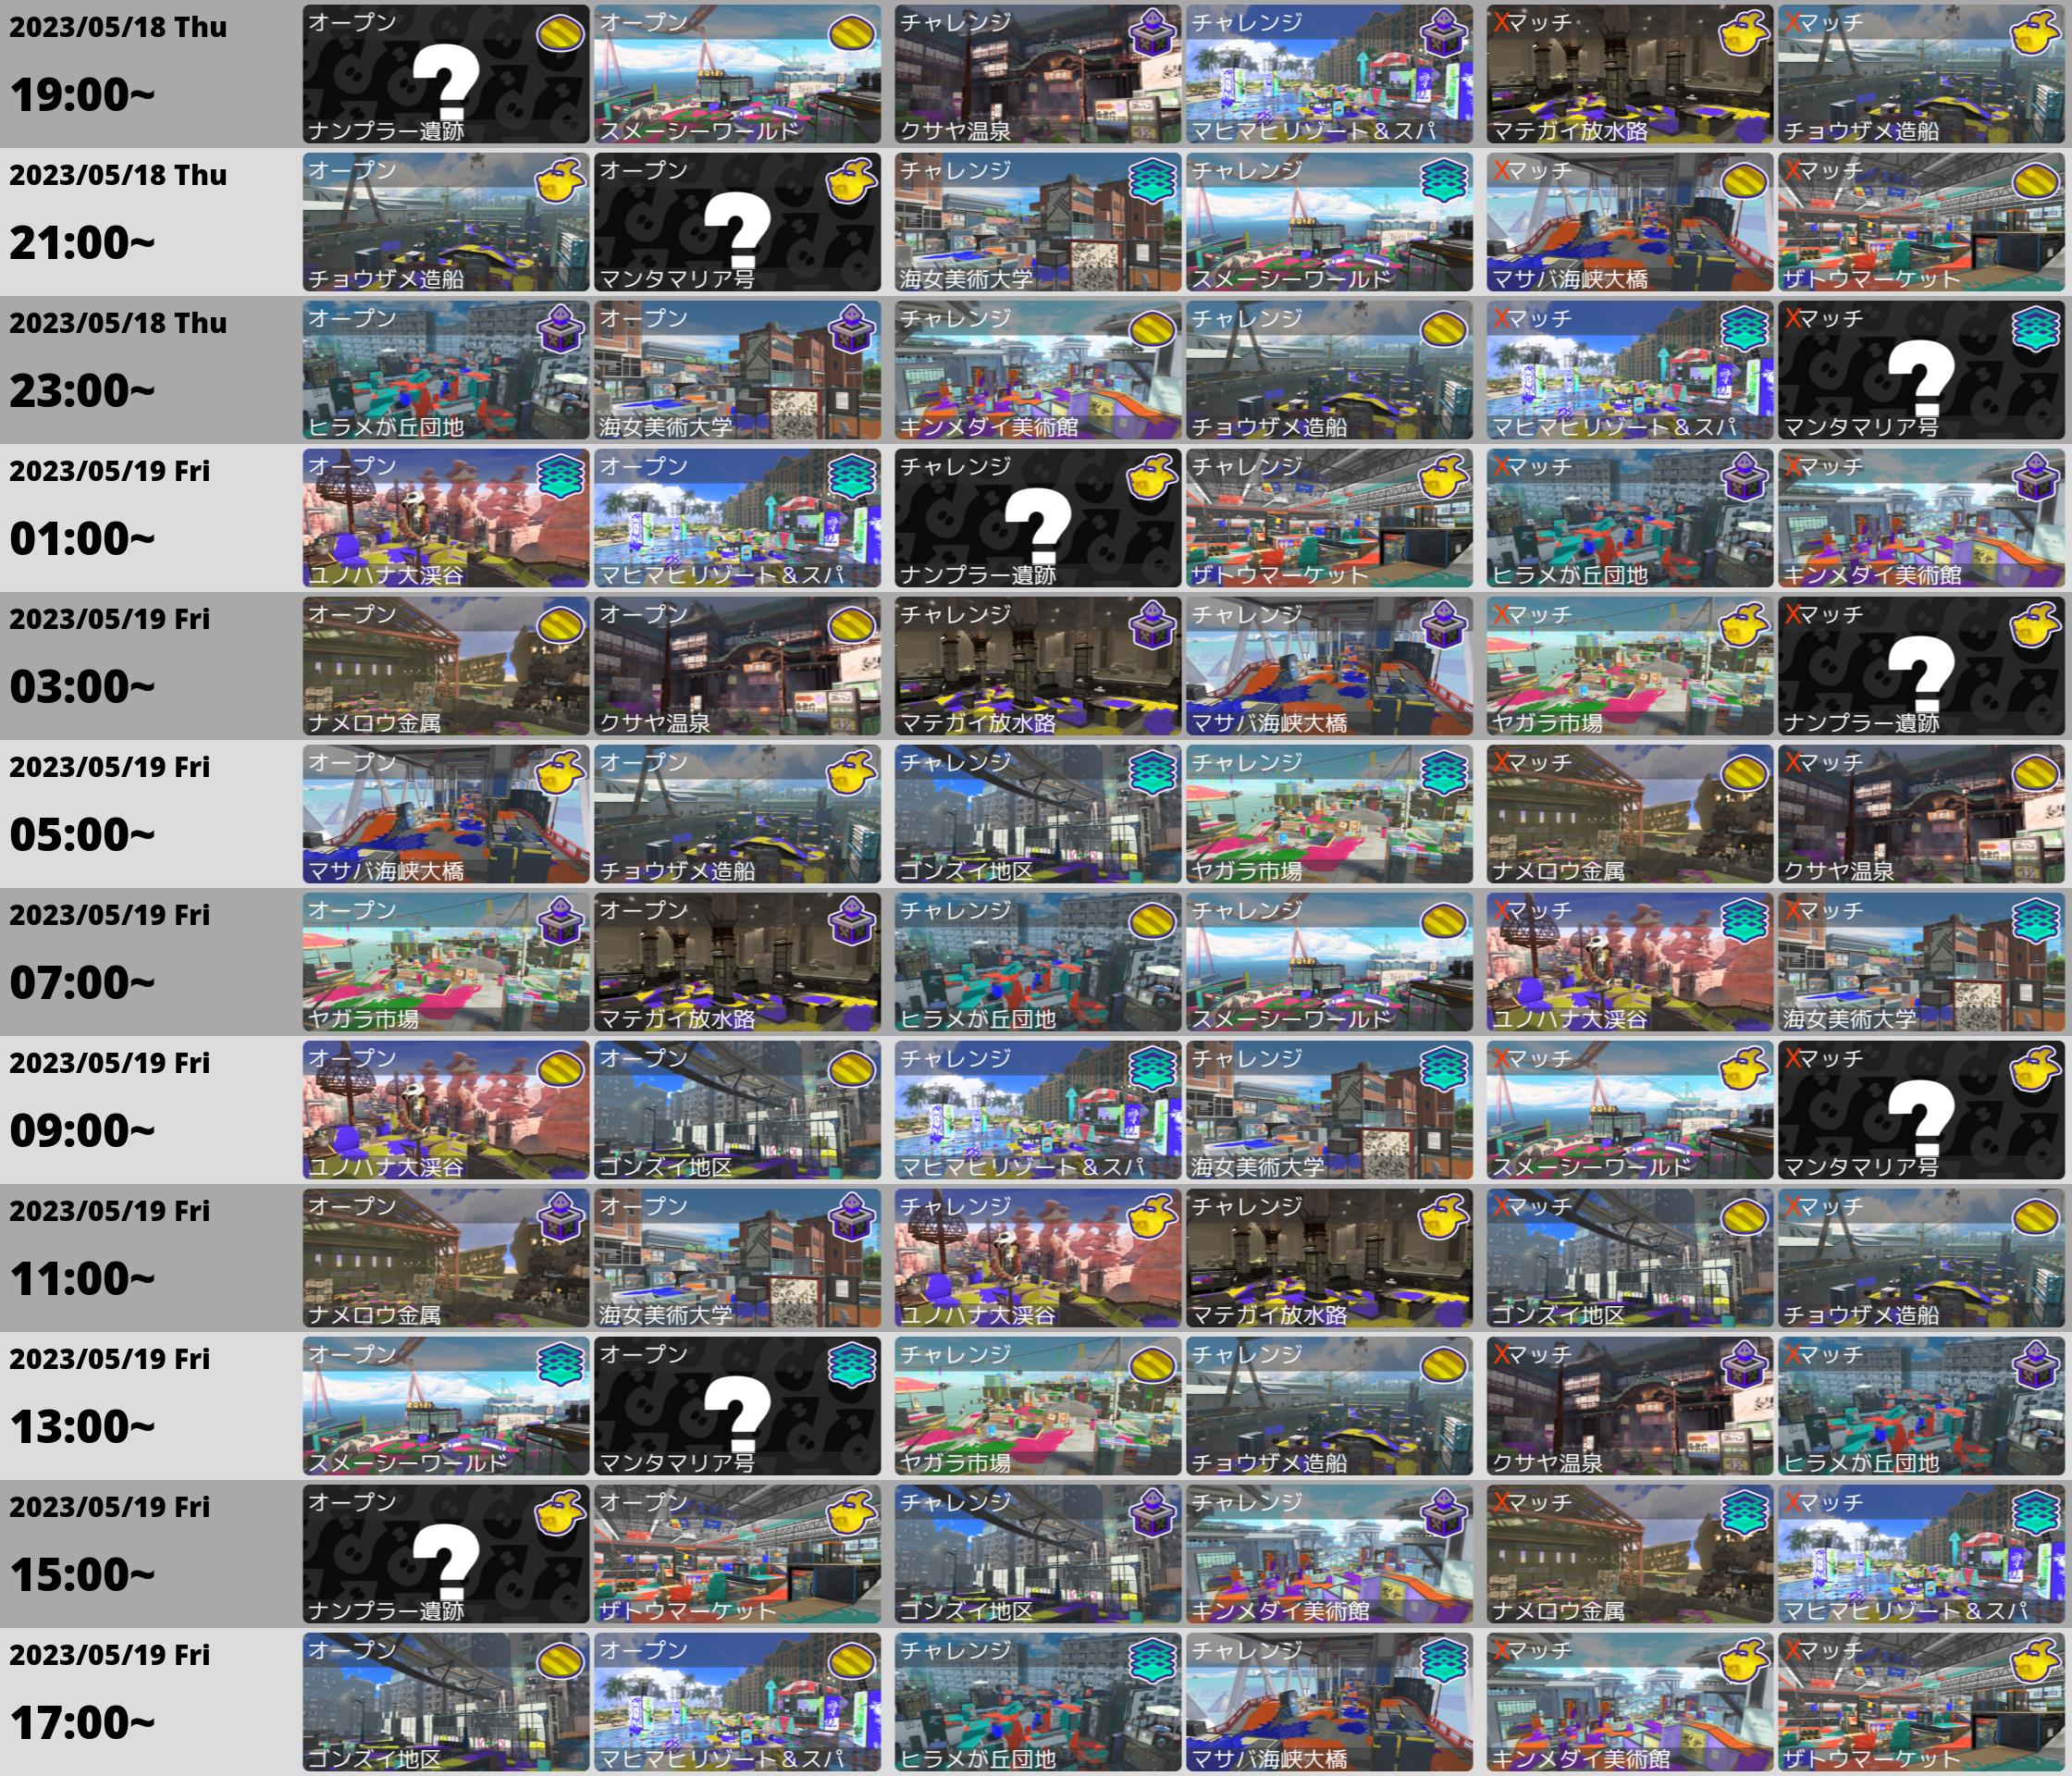 2023/05/18 Thu
19:00~
オープン
ナンプラー遺跡
オープン
スメーシーワールド
チャレンジ
クサヤ温泉
チャレンジ
マヒマヒリゾート＆スパ
Xマッチ
マテガイ放水路
Xマッチ
チョウザメ造船
2023/05/18 Thu
21:00~
オープン
チョウザメ造船
オープン
マンタマリア号
チャレンジ
海女美術大学
チャレンジ
スメーシーワールド
Xマッチ
マサバ海峡大橋
Xマッチ
ザトウマーケット
2023/05/18 Thu
23:00~
オープン
ヒラメが丘団地
オープン
海女美術大学
チャレンジ
キンメダイ美術館
チャレンジ
チョウザメ造船
Xマッチ
マヒマヒリゾート＆スパ
Xマッチ
マンタマリア号
2023/05/19 Fri
01:00~
オープン
ユノハナ大渓谷
オープン
マヒマヒリゾート＆スパ
チャレンジ
ナンプラー遺跡
チャレンジ
ザトウマーケット
Xマッチ
ヒラメが丘団地
Xマッチ
キンメダイ美術館
2023/05/19 Fri
03:00~
オープン
ナメロウ金属
オープン
クサヤ温泉
チャレンジ
マテガイ放水路
チャレンジ
マサバ海峡大橋
Xマッチ
ヤガラ市場
Xマッチ
ナンプラー遺跡
2023/05/19 Fri
05:00~
オープン
マサバ海峡大橋
オープン
チョウザメ造船
チャレンジ
ゴンズイ地区
チャレンジ
ヤガラ市場
Xマッチ
ナメロウ金属
Xマッチ
クサヤ温泉
2023/05/19 Fri
07:00~
オープン
ヤガラ市場
オープン
マテガイ放水路
チャレンジ
ヒラメが丘団地
チャレンジ
スメーシーワールド
Xマッチ
ユノハナ大渓谷
Xマッチ
海女美術大学
2023/05/19 Fri
09:00~
オープン
ユノハナ大渓谷
オープン
ゴンズイ地区
チャレンジ
マヒマヒリゾート＆スパ
チャレンジ
海女美術大学
Xマッチ
スメーシーワールド
Xマッチ
マンタマリア号
2023/05/19 Fri
11:00~
オープン
ナメロウ金属
オープン
海女美術大学
チャレンジ
ユノハナ大渓谷
チャレンジ
マテガイ放水路
Xマッチ
ゴンズイ地区
Xマッチ
チョウザメ造船
2023/05/19 Fri
13:00~
オープン
スメーシーワールド
オープン
マンタマリア号
チャレンジ
ヤガラ市場
チャレンジ
チョウザメ造船
Xマッチ
クサヤ温泉
Xマッチ
ヒラメが丘団地
2023/05/19 Fri
15:00~
オープン
ナンプラー遺跡
オープン
ザトウマーケット
チャレンジ
ゴンズイ地区
チャレンジ
キンメダイ美術館
Xマッチ
ナメロウ金属
Xマッチ
マヒマヒリゾート＆スパ
2023/05/19 Fri
17:00~
オープン
ゴンズイ地区
オープン
マヒマヒリゾート＆スパ
チャレンジ
ヒラメが丘団地
チャレンジ
マサバ海峡大橋
Xマッチ
キンメダイ美術館
Xマッチ
ザトウマーケット